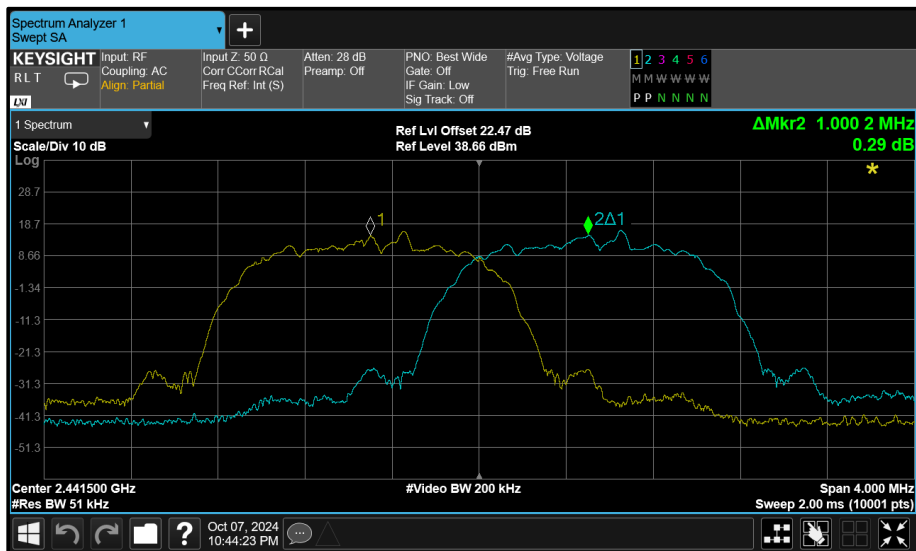 Spectrum Analyzer 1
Swept SA
KEYSIGHT
RLT
LXI
Input: RF
Coupling: AC
Align: Partial
Input Z: 50 Ω
Corr CCorr RCal
Freq Ref: Int (S)
Atten: 28 dB
Preamp: Off
PNO: Best Wide
Gate: Off
IF Gain: Low
Sig Track: Off
#Avg Type: Voltage
Trig: Free Run
1 2 3 4 5 6
M M W W W W
P P N N N N
1 Spectrum
Scale/Div 10 dB
Log
Ref Lvl Offset 22.47 dB
Ref Level 38.66 dBm
ΔMkr2 1.000 2 MHz
0.29 dB
*
28.7
18.7
8.66
-1.34
-11.3
-21.3
-31.3
-41.3
-51.3
1
2Δ1
Center 2.441500 GHz
#Res BW 51 kHz
#Video BW 200 kHz
Span 4.000 MHz
Sweep 2.00 ms (10001 pts)
?
Oct 07, 2024
10:44:23 PM